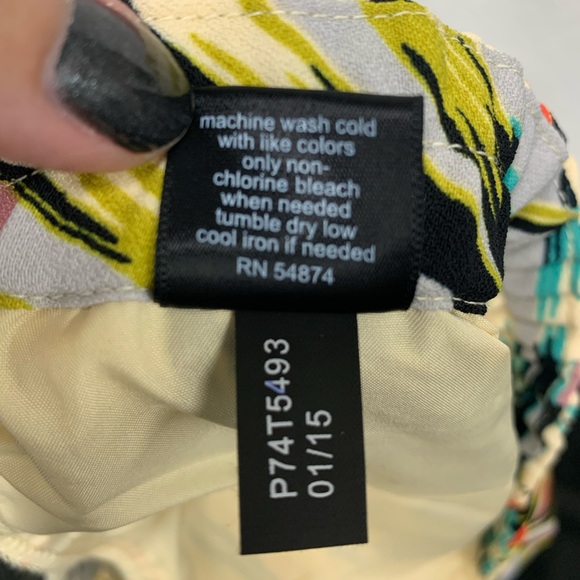 machine wash cold
with like colors
only non-
chlorine bleach
when needed
tumble dry low
cool iron if needed
RN 54874
P74T5493
01/15